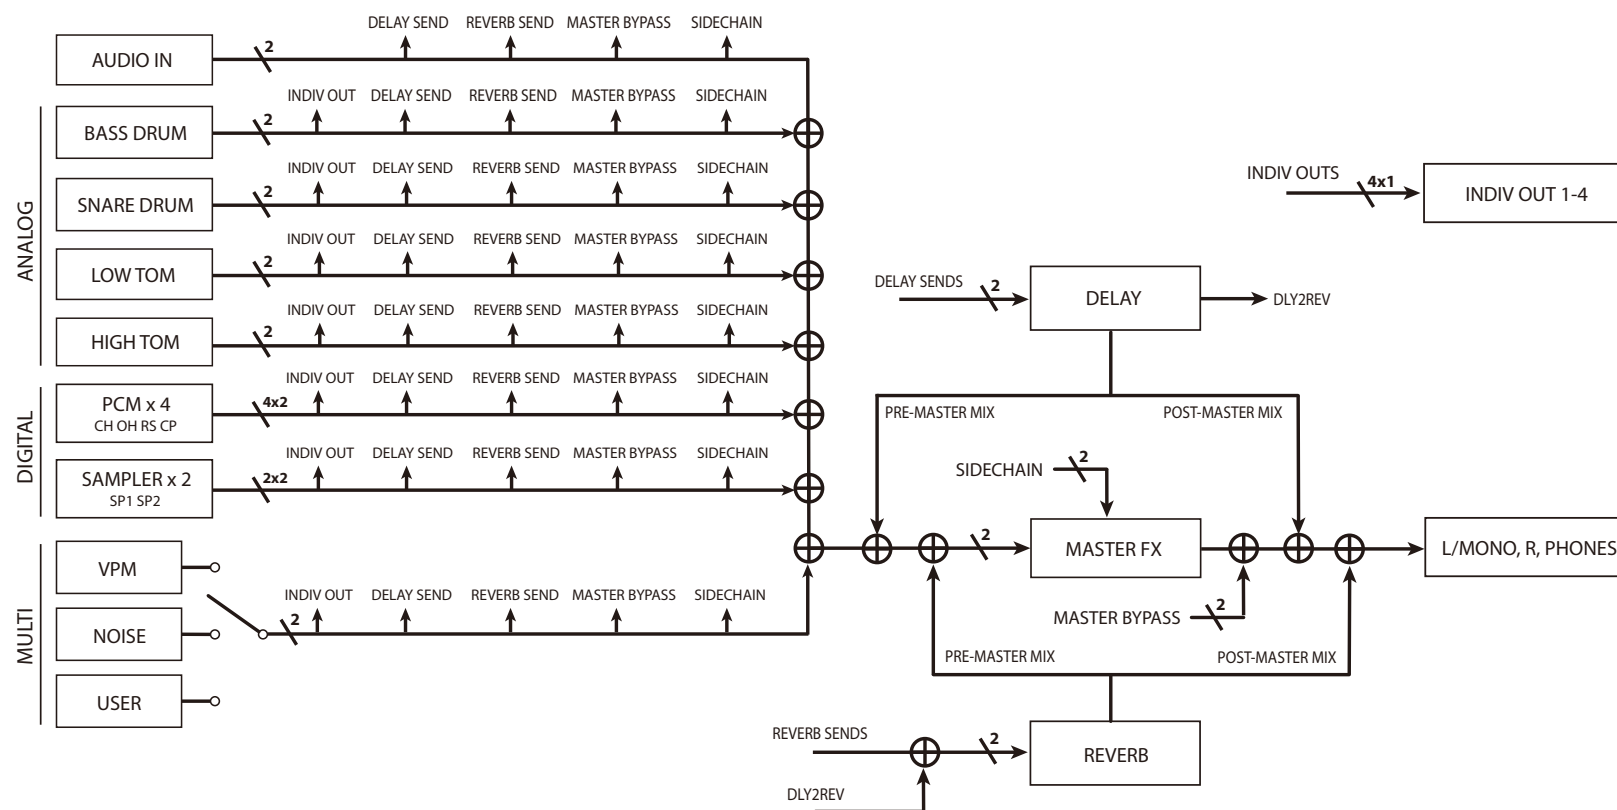 DELAY SEND REVERB SEND MASTER BYPASS SIDECHAIN
AUDIO IN 2
INDIV OUT DELAY SEND REVERB SEND MASTER BYPASS SIDECHAIN
BASS DRUM 2
INDIV OUT DELAY SEND REVERB SEND MASTER BYPASS SIDECHAIN
SNARE DRUM 2
INDIV OUT DELAY SEND REVERB SEND MASTER BYPASS SIDECHAIN
LOW TOM 2
INDIV OUT DELAY SEND REVERB SEND MASTER BYPASS SIDECHAIN
HIGH TOM 2
ANALOG
INDIV OUT DELAY SEND REVERB SEND MASTER BYPASS SIDECHAIN
PCM x 4 4x2
CH OH RS CP
INDIV OUT DELAY SEND REVERB SEND MASTER BYPASS SIDECHAIN
SAMPLER x 2 2x2
SP1 SP2
DIGITAL
VPM
INDIV OUT DELAY SEND REVERB SEND MASTER BYPASS SIDECHAIN
NOISE 2
USER
MULTI
INDIV OUTS 4x1 INDIV OUT 1-4
DELAY SENDS 2 DELAY DLY2REV
PRE-MASTER MIX POST-MASTER MIX
SIDECHAIN 2
2 MASTER FX L/MONO, R, PHONES
MASTER BYPASS 2
PRE-MASTER MIX POST-MASTER MIX
REVERB SENDS 2 REVERB
DLY2REV